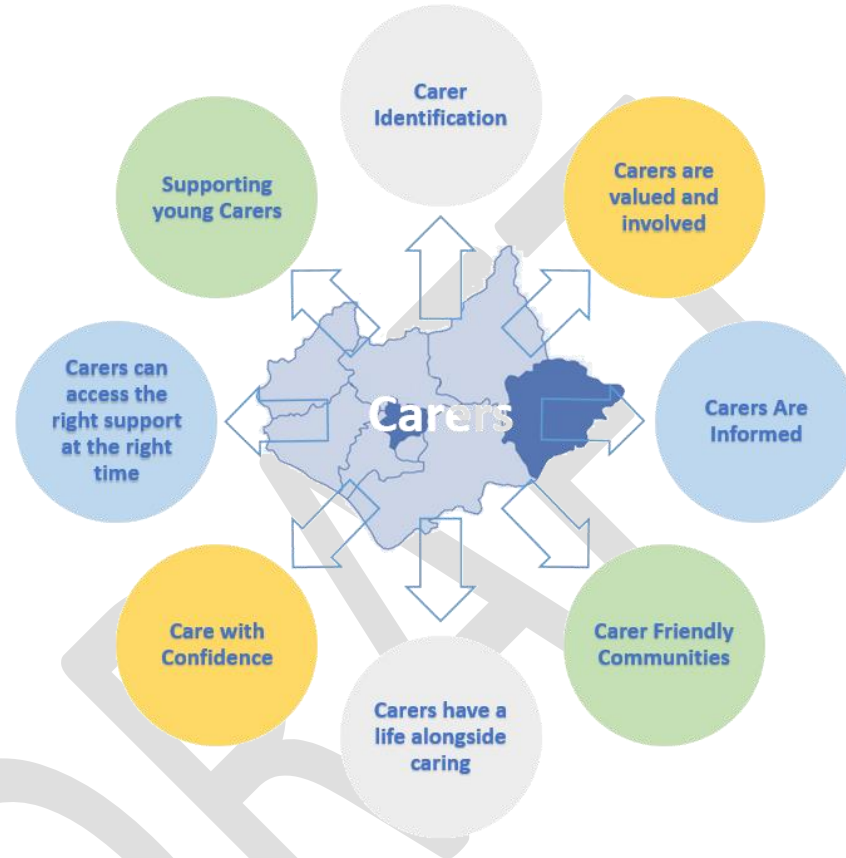 Carer
Identification
Carers are
valued and
involved
Carers Are
Informed
Carer Friendly
Communities
Carers have a
life alongside
caring
Care with
Confidence
Carers can
access the
right support
at the right
time
Supporting
young Carers
Carers
DRAFT